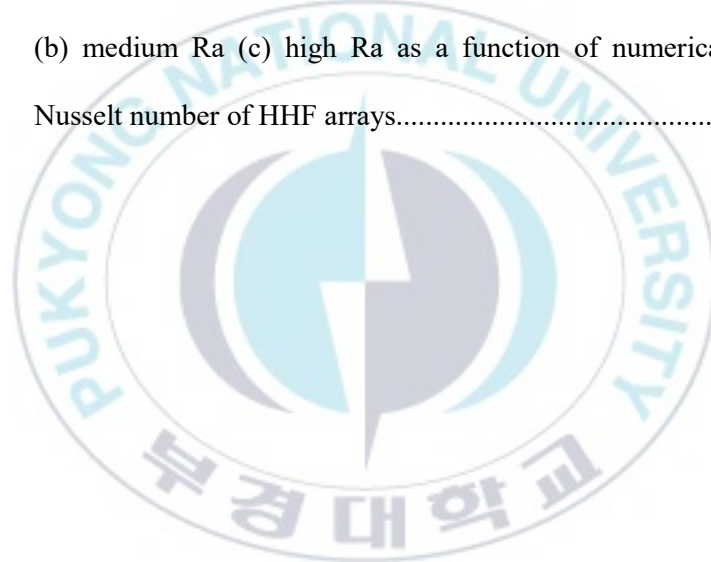 (b) medium Ra (c) high Ra as a function of
Nusselt number of HHF arrays..........................................
PUKYONG NATIONAL UNIVERSITY
부경대학교